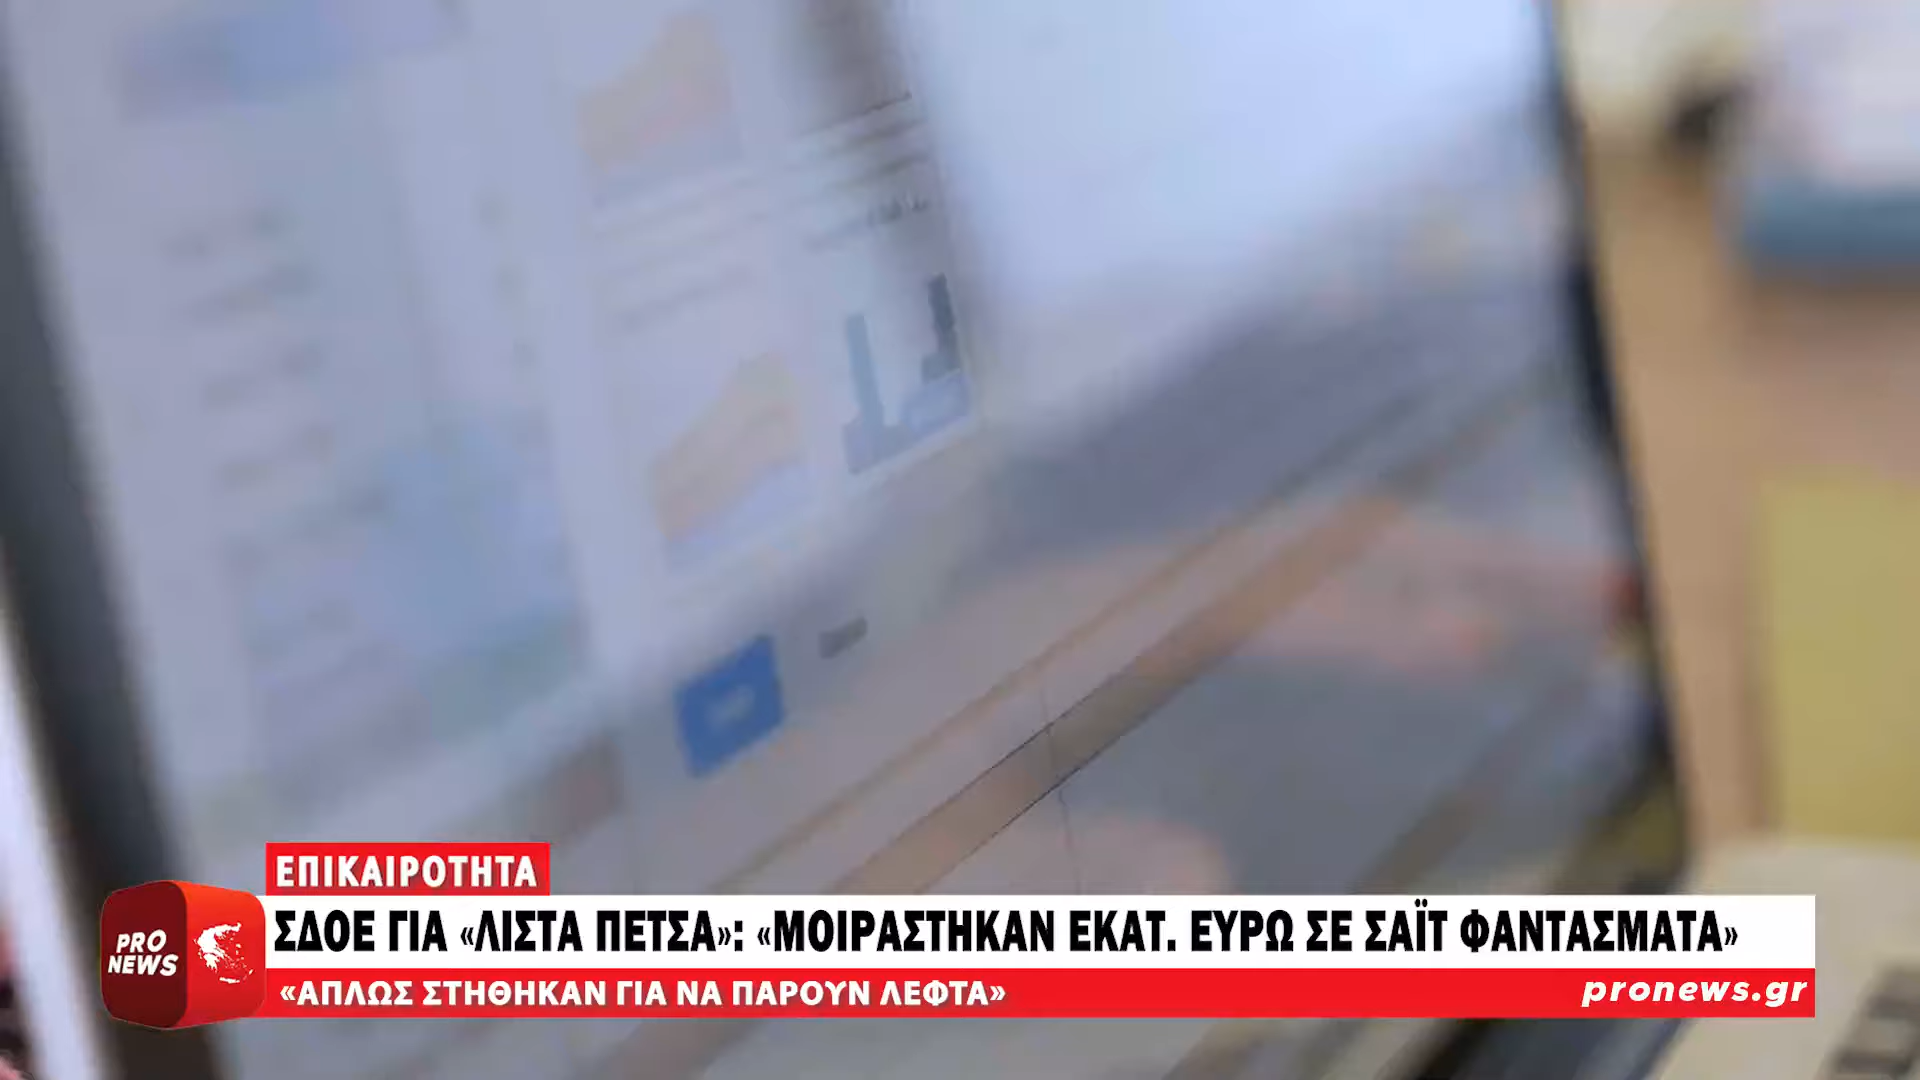 ΕΠΙΚΑΙΡΟΤΗΤΑ
PRO
NEWS
ΣΔΟΕ ΓΙΑ «ΛΙΣΤΑ ΠΕΤΣΑ»: «ΜΟΙΡΑΣΤΗΚΑΝ ΕΚΑΤ. ΕΥΡΩ ΣΕ ΣΑΪΤ ΦΑΝΤΑΣΜΑΤΑ»
«ΑΠΛΩΣ ΣΤΗΘΗΚΑΝ ΓΙΑ ΝΑ ΠΑΡΟΥΝ ΛΕΦΤΑ»
pronews.gr